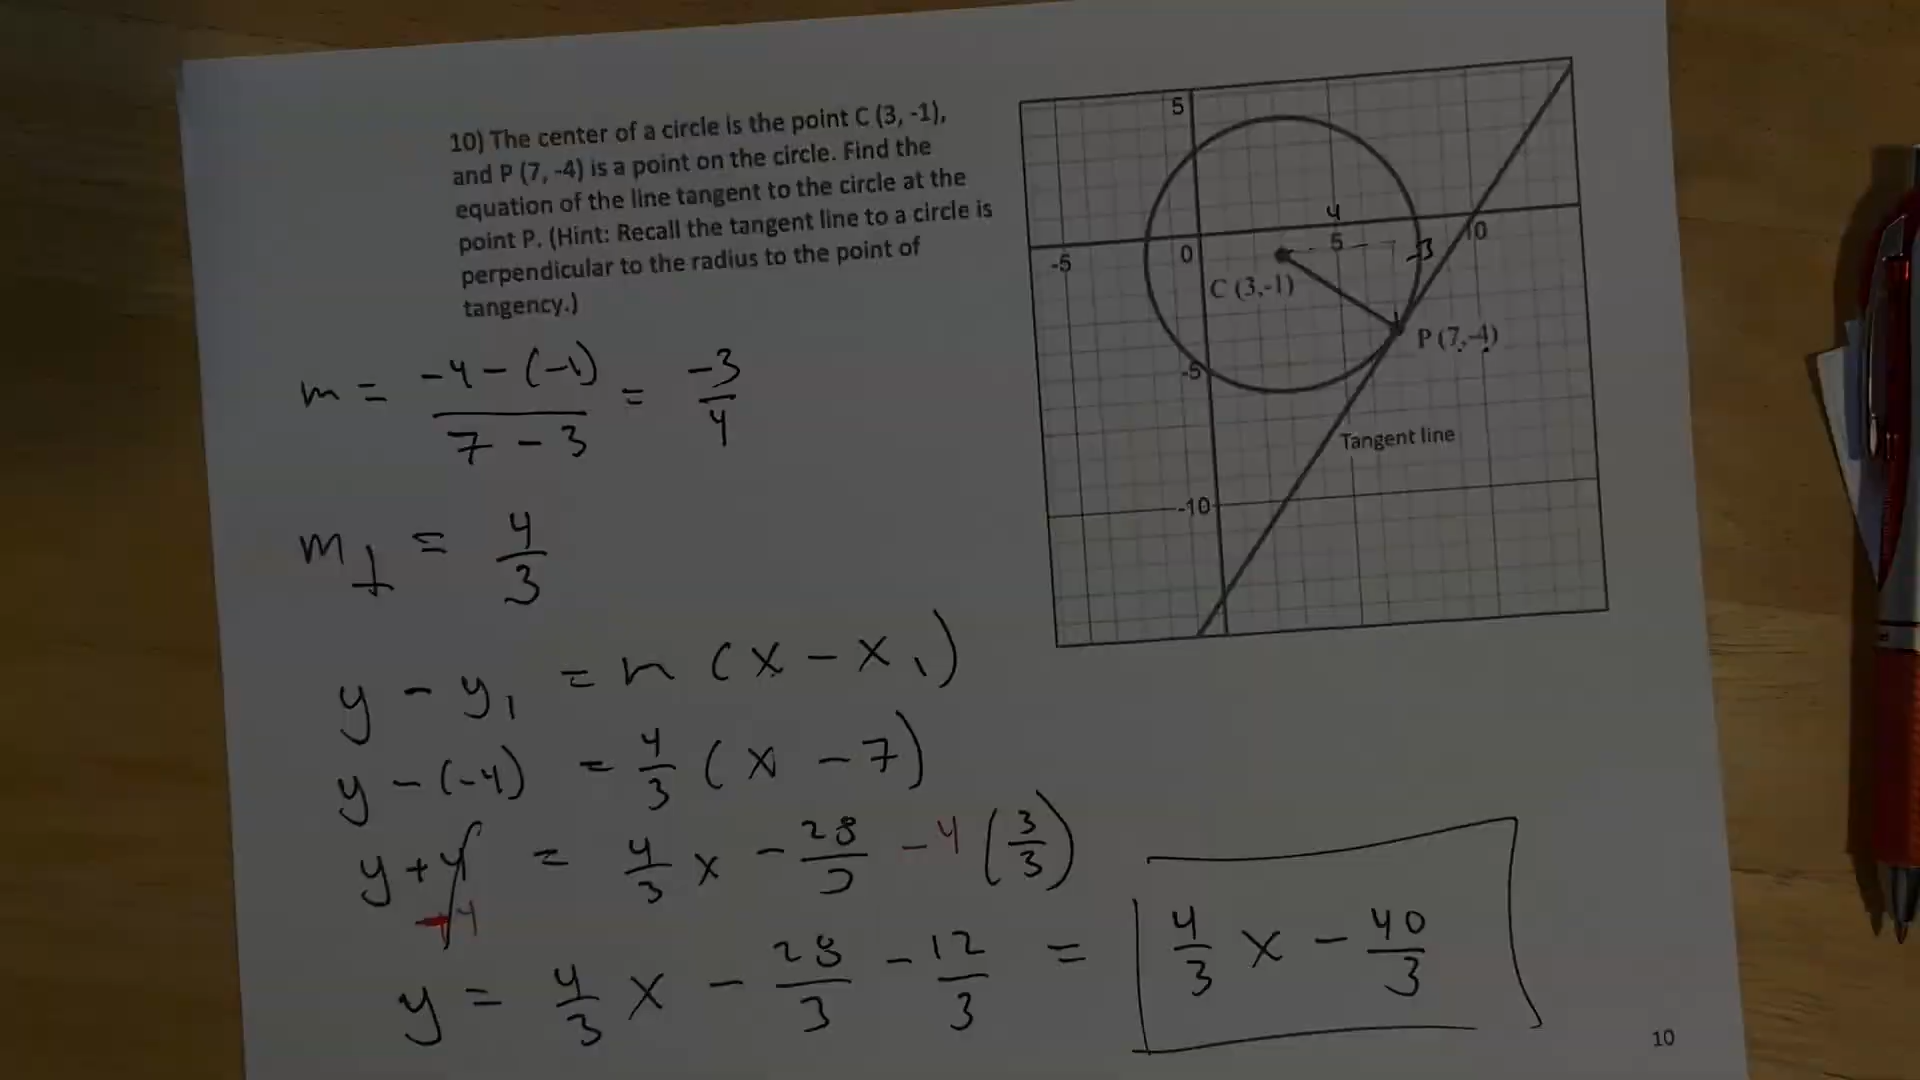 10) The center of a circle is the point C (3, -1),
and P (7, -4) is a point on the circle. Find the
equation of the line tangent to the circle at the
point P. (Hint: Recall the tangent line to a circle is
perpendicular to the radius to the point of
tangency.)
5
4
-5
0
5
-3
10
C (3,-1)
P (7,-4)
-5
Tangent line
-10
m = -4-(-1) / 7-3 = -3/4
m⊥ = 4/3
y - y₁ = m (x - x₁)
y - (-4) = 4/3 (x - 7)
y + 4 = 4/3 x - 28/3 - 4 (3/3)
-4
y = 4/3 x - 28/3 - 12/3 = 4/3 x - 40/3
10